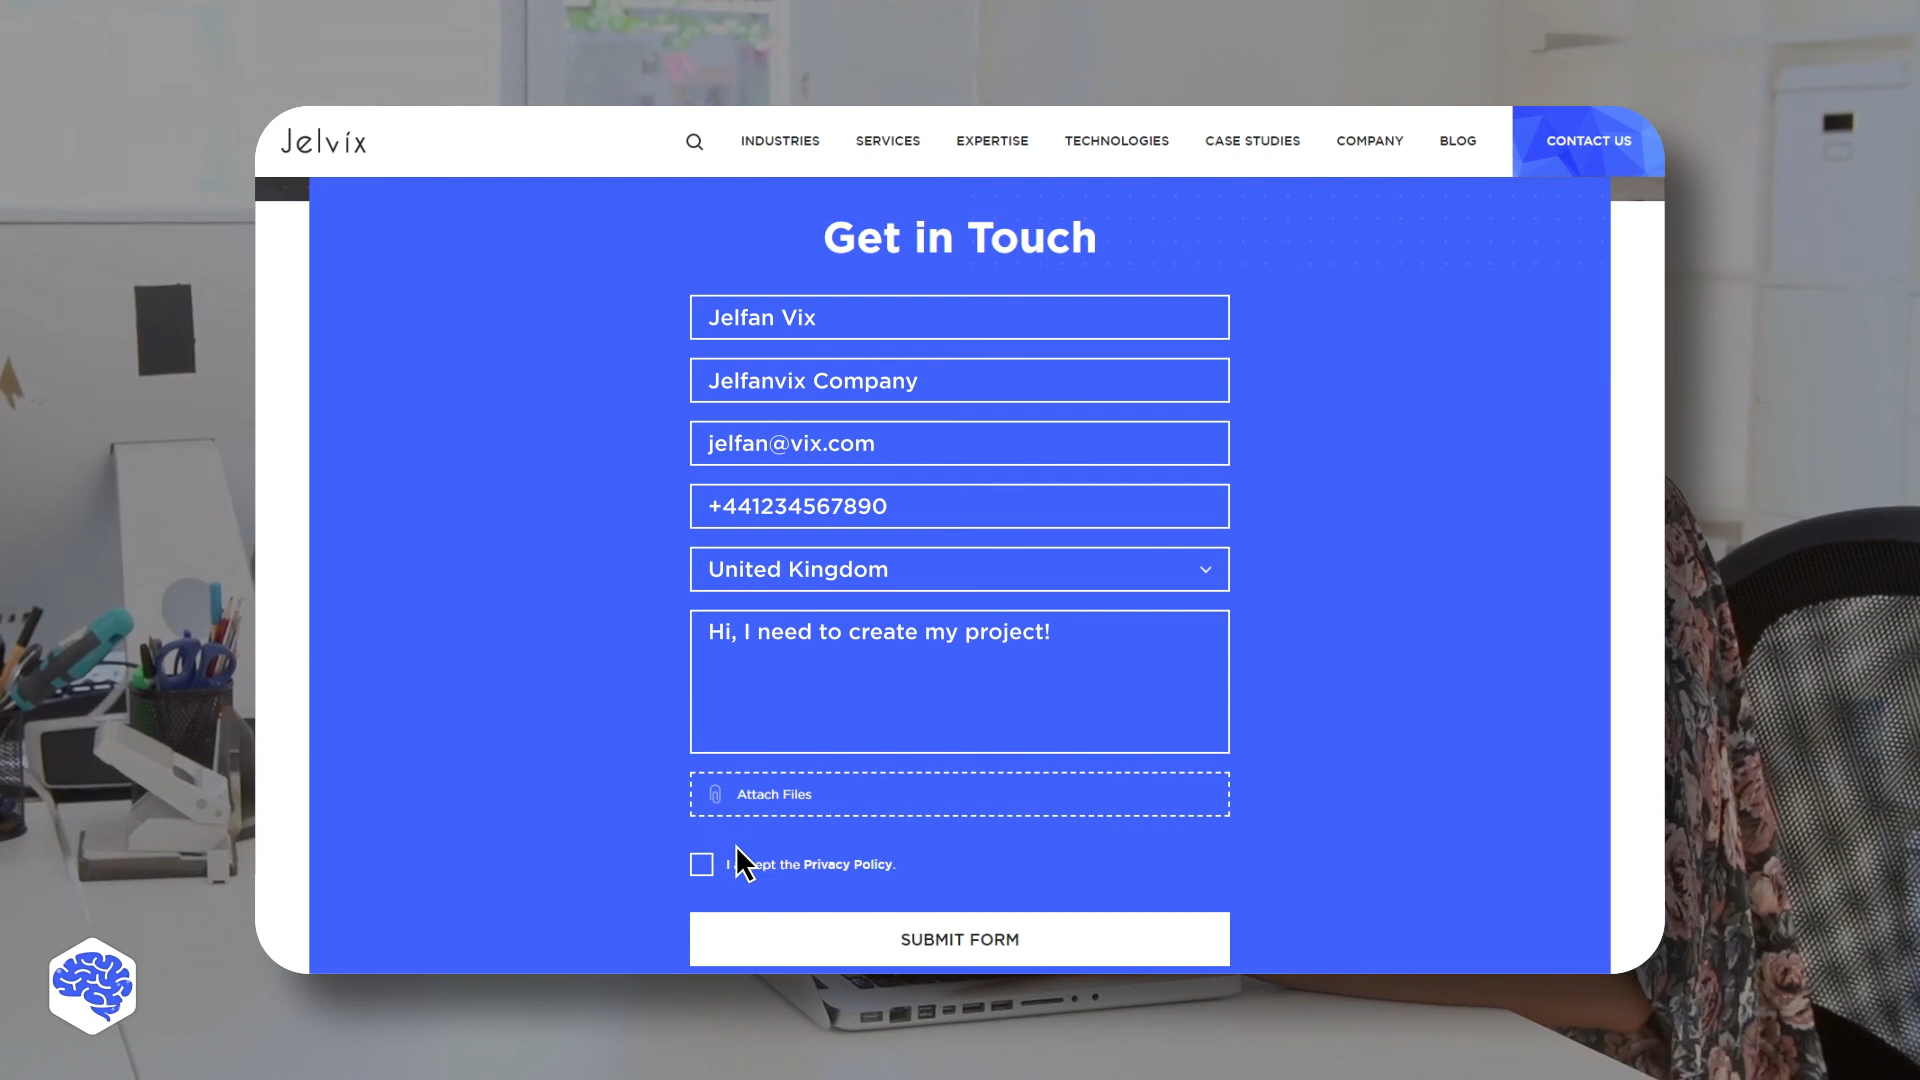 Jelvix
INDUSTRIES SERVICES EXPERTISE TECHNOLOGIES CASE STUDIES COMPANY BLOG CONTACT US
Get in Touch
Jelfan Vix
Jelfanvix Company
jelfan@vix.com
+441234567890
United Kingdom
Hi, I need to create my project!
Attach Files
I ept the Privacy Policy.
SUBMIT FORM